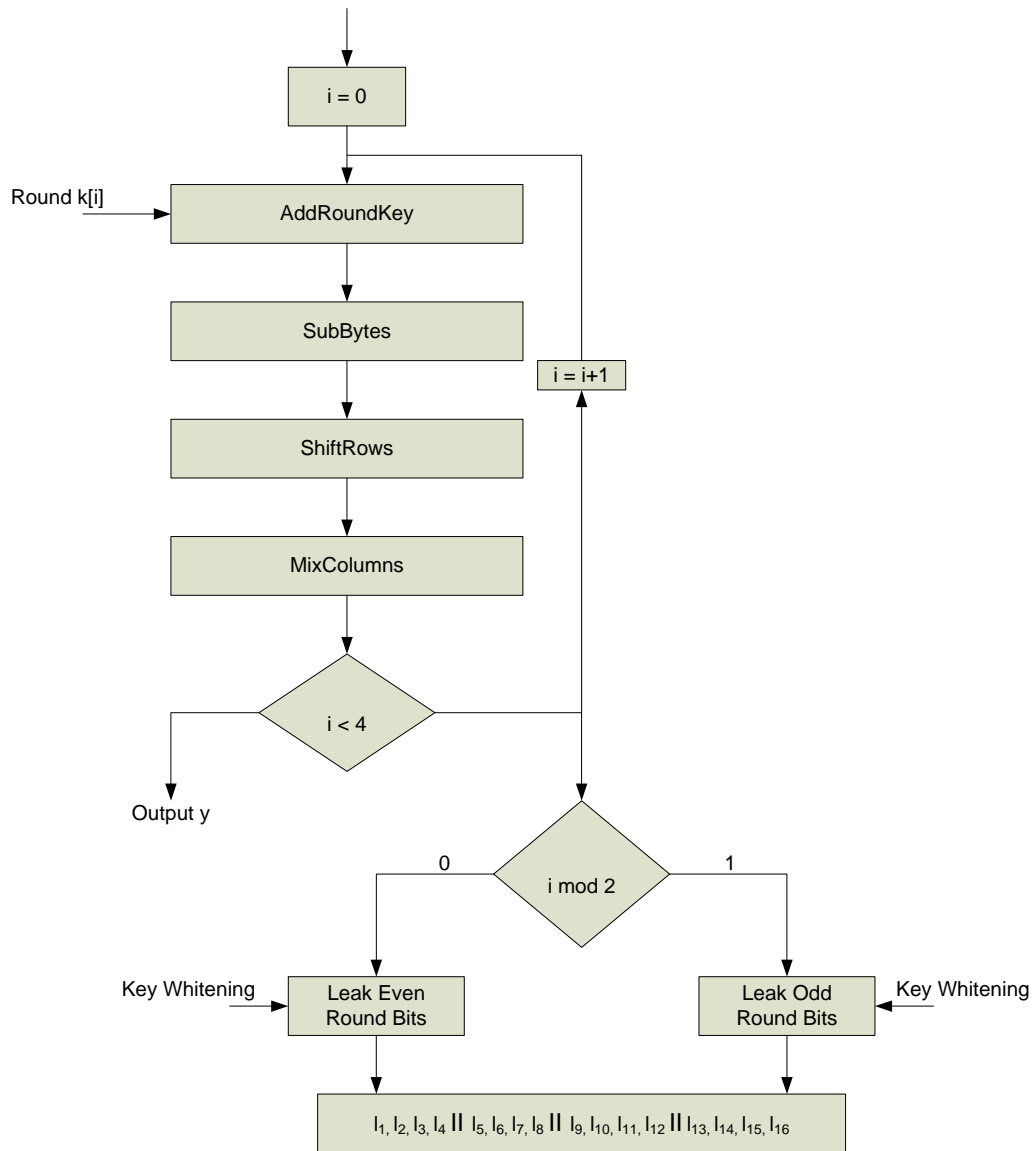 i = 0
Round k[i]
AddRoundKey
SubBytes
i = i+1
ShiftRows
MixColumns
i < 4
Output y
0
1
i mod 2
Key Whitening
Leak Even
Round Bits
Leak Odd
Round Bits
Key Whitening
l₁, l₂, l₃, l₄ || l₅, l₆, l₇, l₈ || l₉, l₁₀, l₁₁, l₁₂ || l₁₃, l₁₄, l₁₅, l₁₆